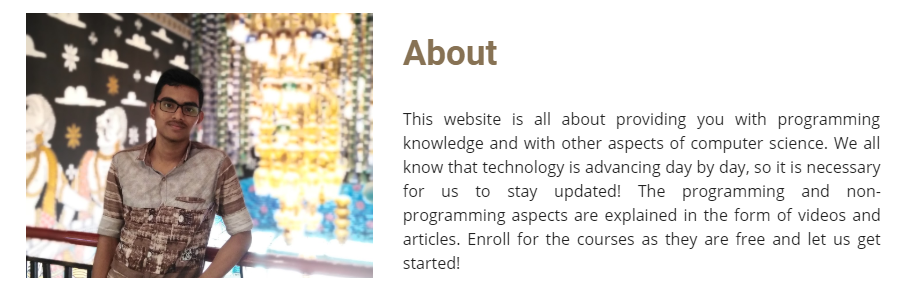 About
This website is all about providing you with programming
knowledge and with other aspects of computer science. We all
know that technology is advancing day by day, so it is necessary
for us to stay updated! The programming and non-
programming aspects are explained in the form of videos and
articles. Enroll for the courses as they are free and let us get
started!